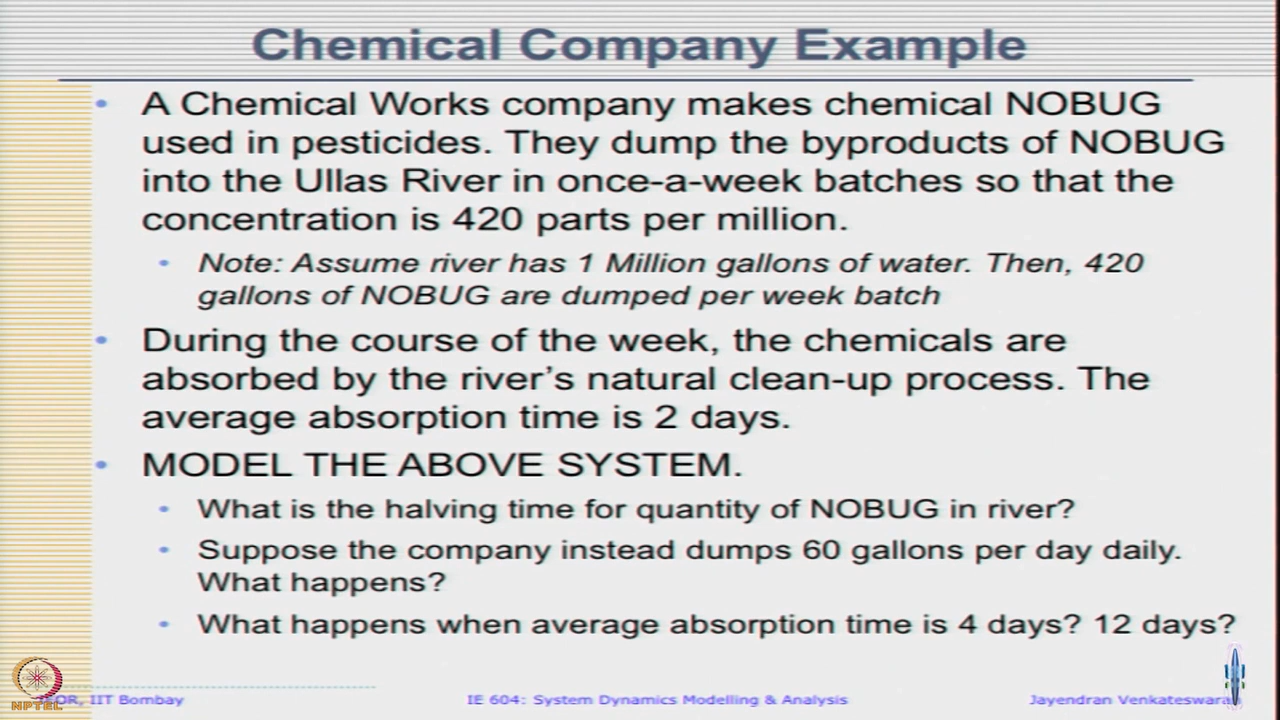 Chemical Company Example
• A Chemical Works company makes chemical NOBUG
used in pesticides. They dump the byproducts of NOBUG
into the Ullas River in once-a-week batches so that the
concentration is 420 parts per million.
• Note: Assume river has 1 Million gallons of water. Then, 420
gallons of NOBUG are dumped per week batch
• During the course of the week, the chemicals are
absorbed by the river's natural clean-up process. The
average absorption time is 2 days.
• MODEL THE ABOVE SYSTEM.
• What is the halving time for quantity of NOBUG in river?
• Suppose the company instead dumps 60 gallons per day daily.
What happens?
• What happens when average absorption time is 4 days? 12 days?
IIT Bombay IE 604: System Dynamics Modelling & Analysis Jayendran
NPTEL